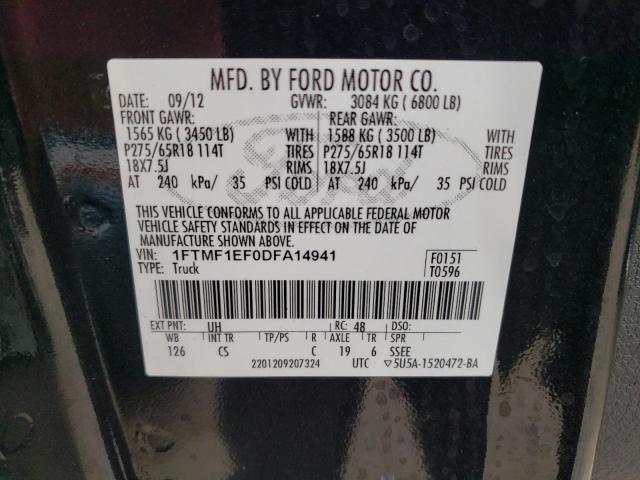 MFD. BY FORD MOTOR CO.
DATE: 09/12 GVWR: 3084 KG ( 6800 LB)
FRONT GAWR: REAR GAWR:
1565 KG ( 3450 LB) WITH 1588 KG ( 3500 LB) WITH
P275/65R18 114T TIRES P275/65R18 114T TIRES
18X7.5J RIMS 18X7.5J RIMS
AT 240 kPa/ 35 PSI COLD AT 240 kPa/ 35 PSI COLD
THIS VEHICLE CONFORMS TO ALL APPLICABLE FEDERAL MOTOR
VEHICLE SAFETY STANDARDS IN EFFECT ON THE DATE OF
MANUFACTURE SHOWN ABOVE.
VIN: 1FTMF1EF0DFA14941 F0151
TYPE: Truck T0596
EXT PNT: UH RC: 48 DSO:
WB INT TR TP/PS R AXLE TR SPR
126 CS C 19 6 SSEE
2201209207324 UTC ▽5U5A-1520472-BA
Ford